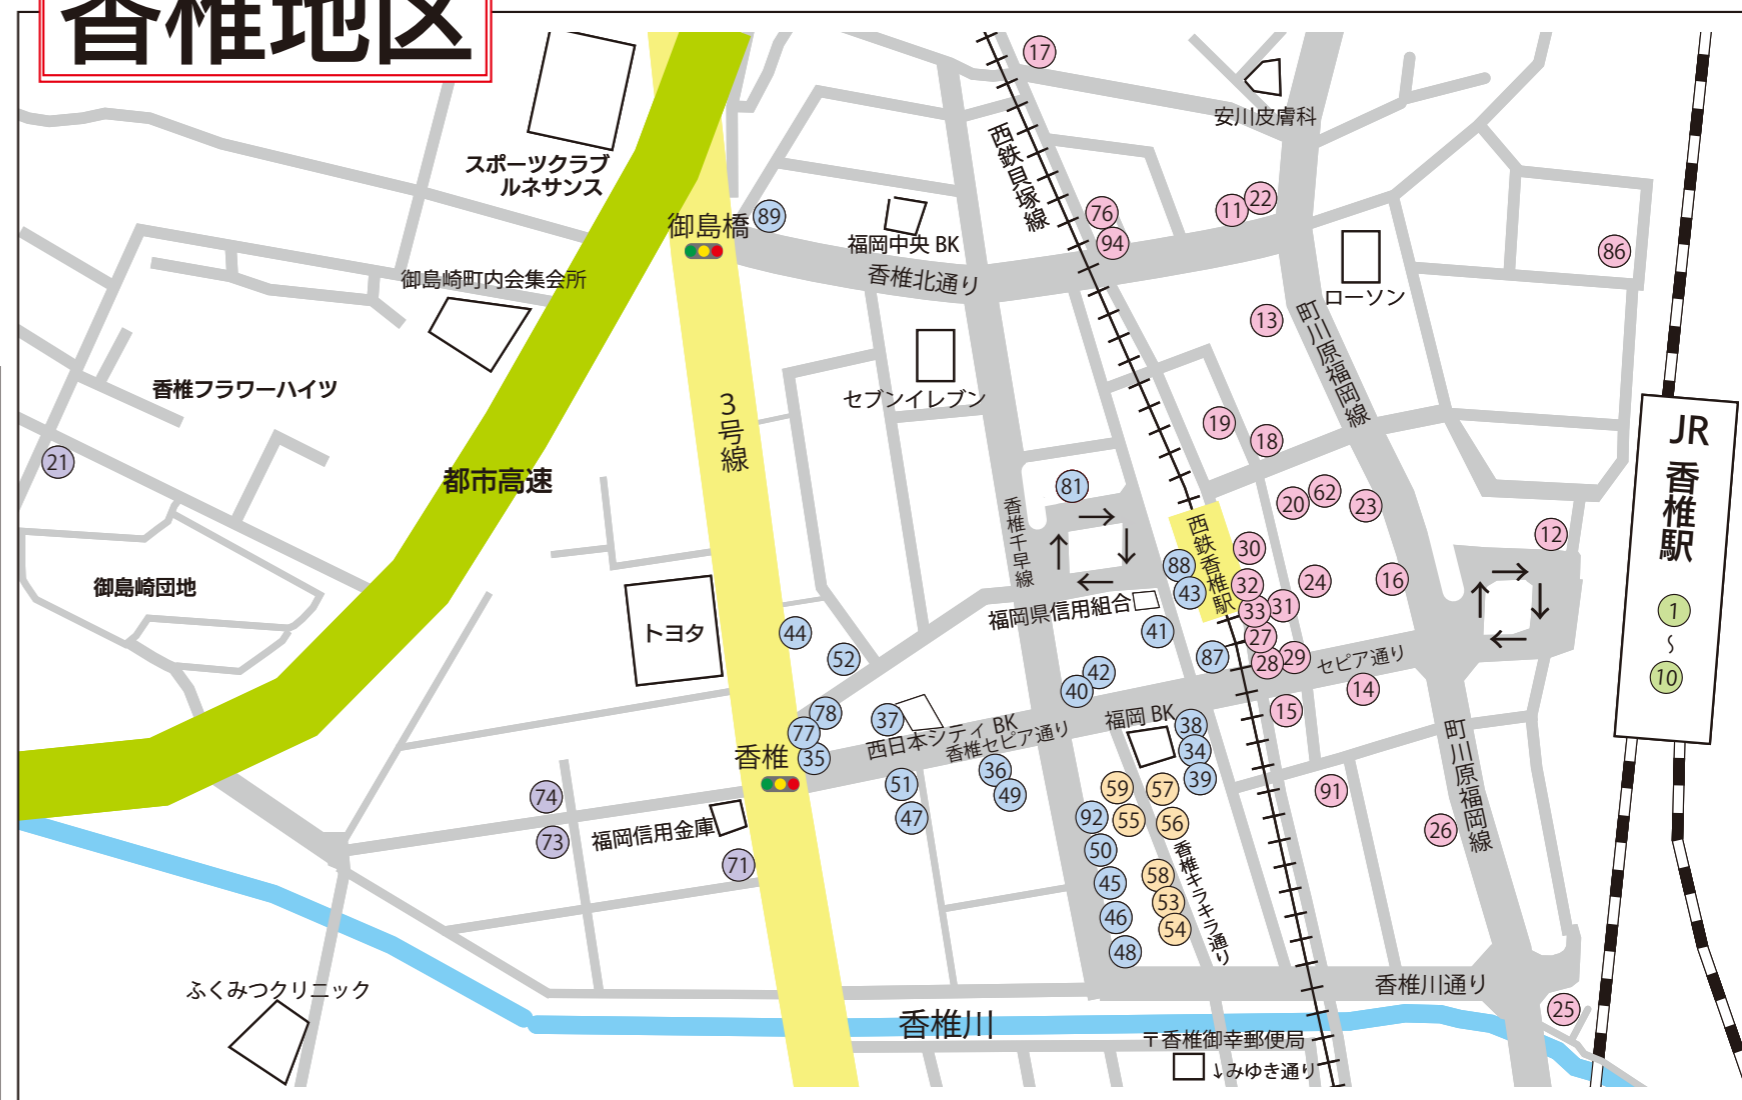 香椎地区
17
安川皮膚科
スポーツクラブ
ルネサンス
西鉄貝塚線
御島橋
89
福岡中央 BK
76
94
11
22
86
香椎北通り
御島崎町内会集会所
ローソン
13
町川原福岡線
3号線
セブンイレブン
香椎フラワーハイツ
19
18
JR
香椎駅
1
〜
10
21
都市高速
81
→
↑
↓
←
香椎千早線
西鉄香椎駅
20
62
23
12
30
88
43
32
33
31
24
16
→
↑
↓
←
御島崎団地
福岡県信用組合
トヨタ
44
52
41
87
27
28
29
セピア通り
42
40
14
15
78
77
35
37
西日本シティ BK
香椎セピア通り
福岡 BK
38
34
39
香椎
36
49
51
47
59
57
55
56
92
50
45
46
48
58
53
54
香椎キラキラ通り
91
26
町川原福岡線
74
73
福岡信用金庫
71
ふくみつクリニック
香椎川通り
25
香椎川
〒香椎御幸郵便局
↓みゆき通り